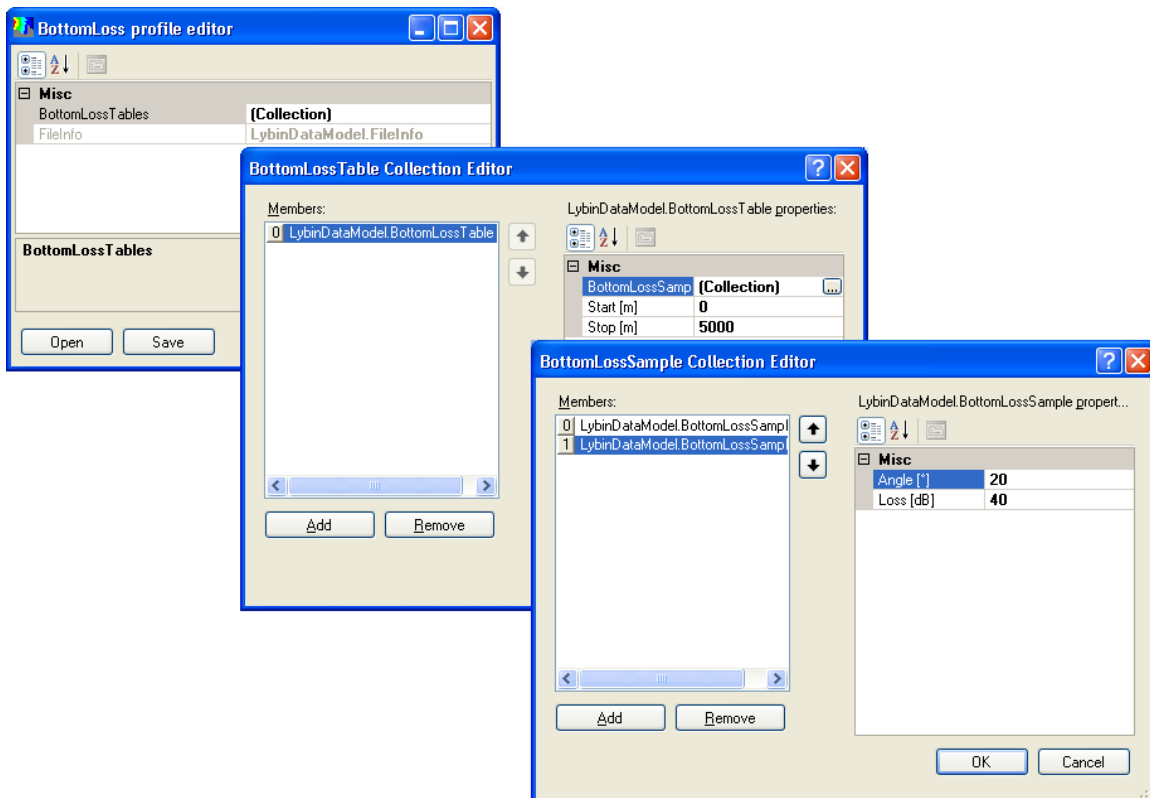 BottomLoss profile editor
Misc
BottomLossTables (Collection)
FileInfo LybinDataModel.FileInfo
BottomLossTables
Open Save
BottomLossTable Collection Editor
Members:
0 LybinDataModel.BottomLossTable
Add Remove
LybinDataModel.BottomLossTable properties:
Misc
BottomLossSamp (Collection) ...
Start [m] 0
Stop [m] 5000
BottomLossSample Collection Editor
Members:
0 LybinDataModel.BottomLossSampl
1 LybinDataModel.BottomLossSampl
Add Remove
LybinDataModel.BottomLossSample propert...
Misc
Angle [°] 20
Loss [dB] 40
OK Cancel